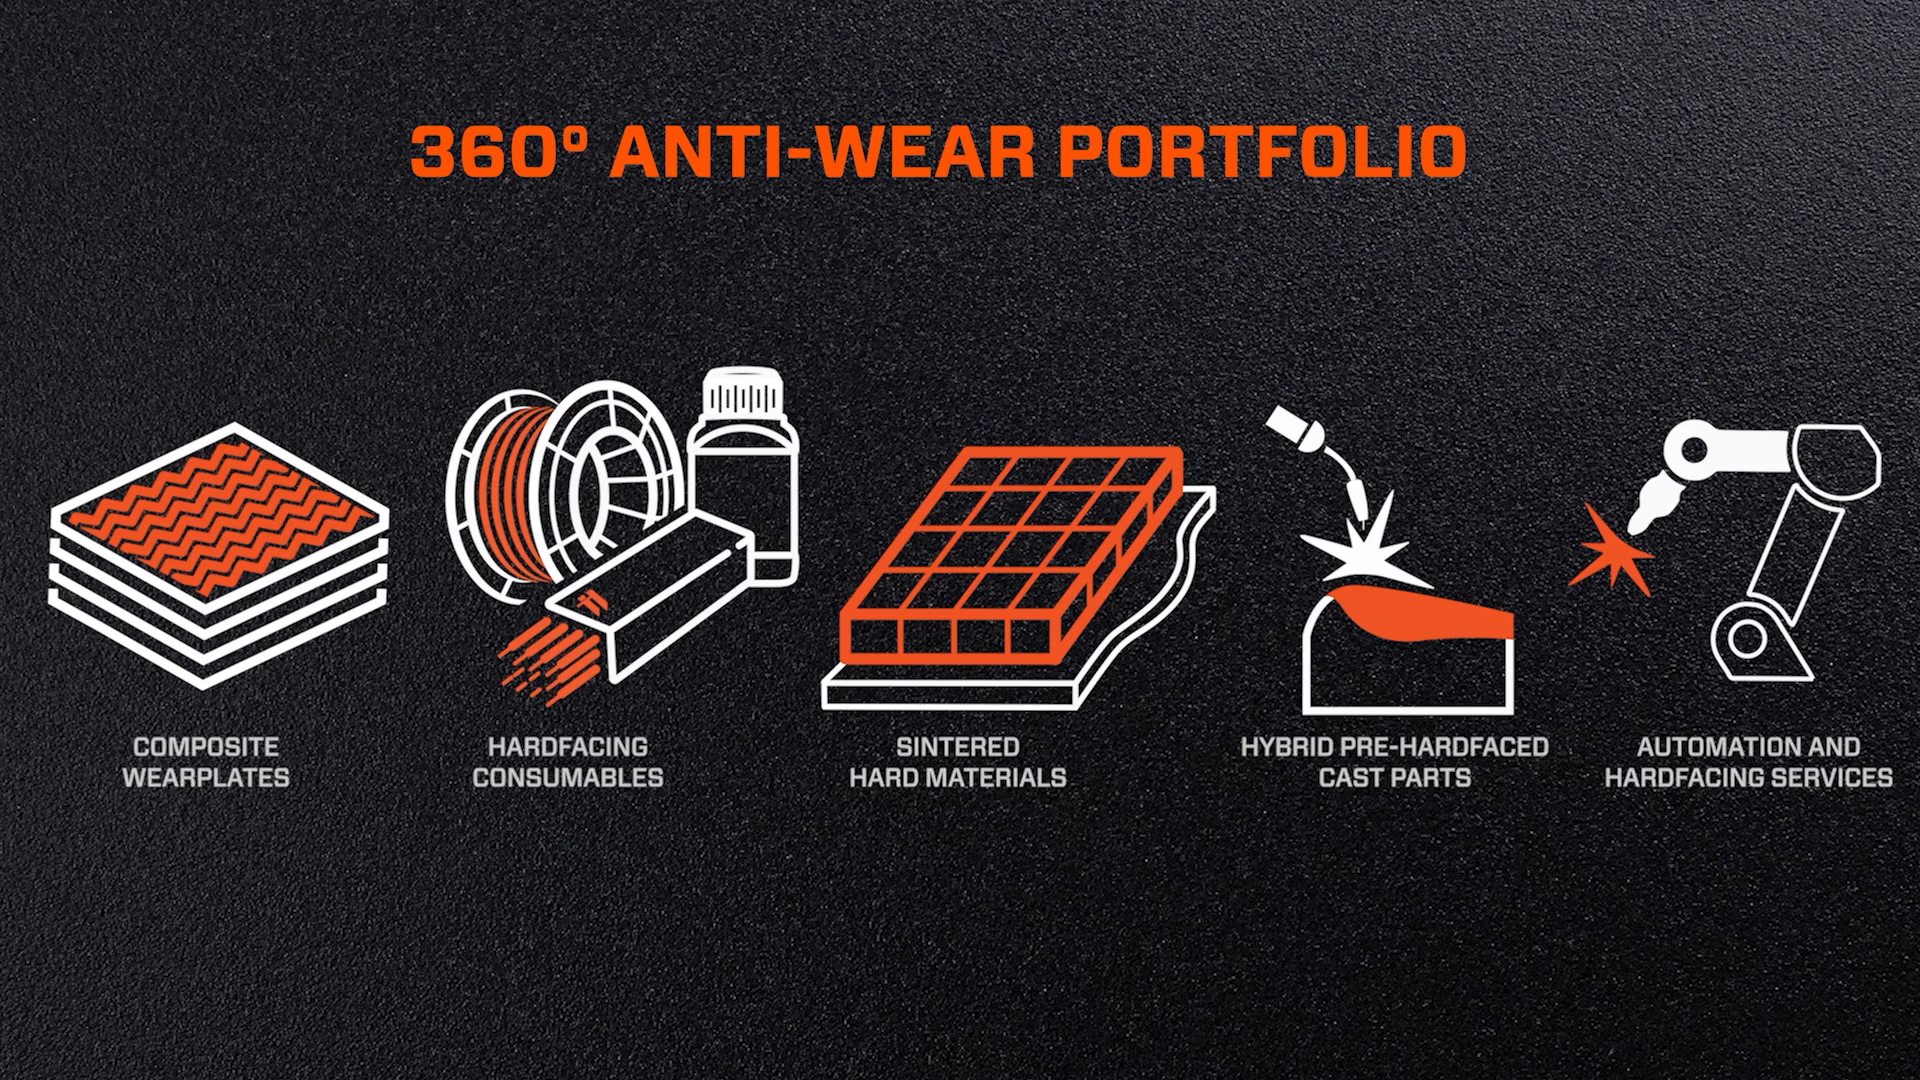 360º ANTI-WEAR PORTFOLIO
COMPOSITE
WEARPLATES
HARDFACING
CONSUMABLES
SINTERED
HARD MATERIALS
HYBRID PRE-HARDFACED
CAST PARTS
AUTOMATION AND
HARDFACING SERVICES